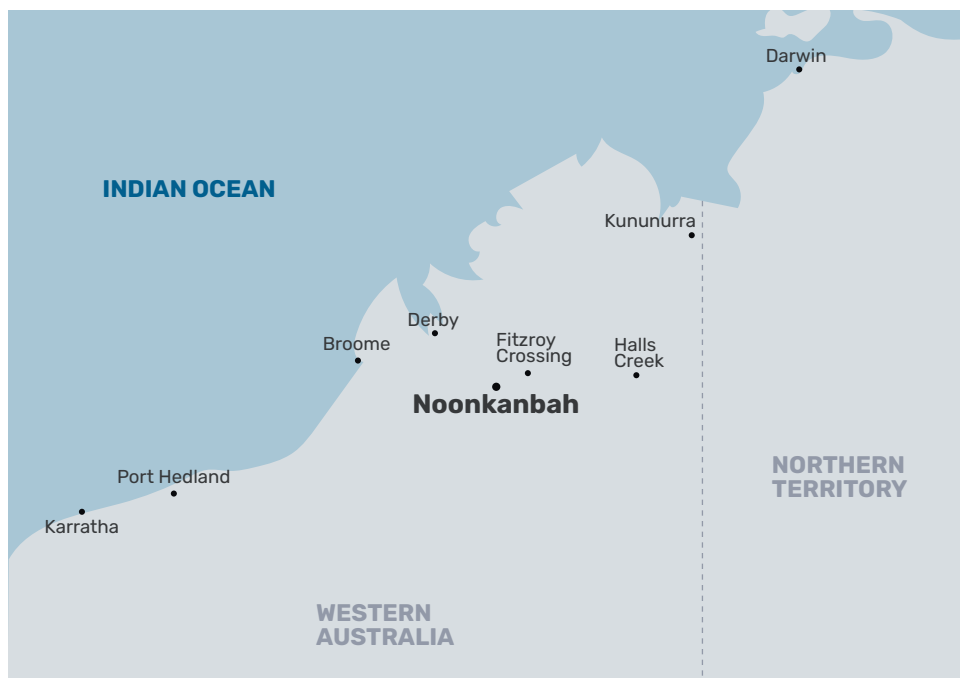 Darwin
INDIAN OCEAN
Kununurra
Derby
Broome
Fitzroy
Crossing
Halls
Creek
Noonkanbah
NORTHERN
TERRITORY
Port Hedland
Karratha
WESTERN
AUSTRALIA